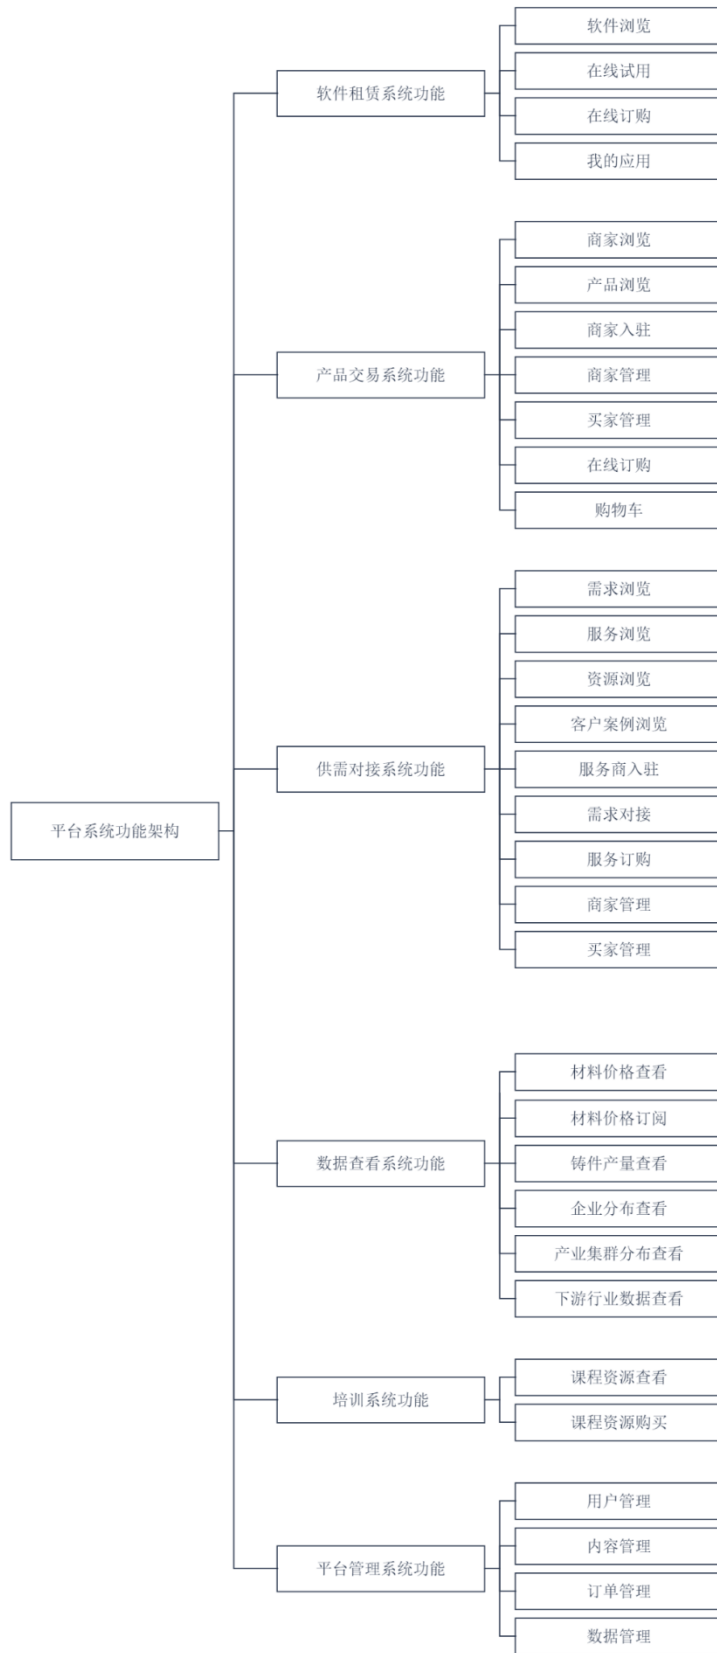 平台系统功能架构
软件租赁系统功能
软件浏览
在线试用
在线订购
我的应用
产品交易系统功能
商家浏览
产品浏览
商家入驻
商家管理
买家管理
在线订购
购物车
供需对接系统功能
需求浏览
服务浏览
资源浏览
客户案例浏览
服务商入驻
需求对接
服务订购
商家管理
买家管理
数据查看系统功能
材料价格查看
材料价格订阅
铸件产量查看
企业分布查看
产业集群分布查看
下游行业数据查看
培训系统功能
课程资源查看
课程资源购买
平台管理系统功能
用户管理
内容管理
订单管理
数据管理